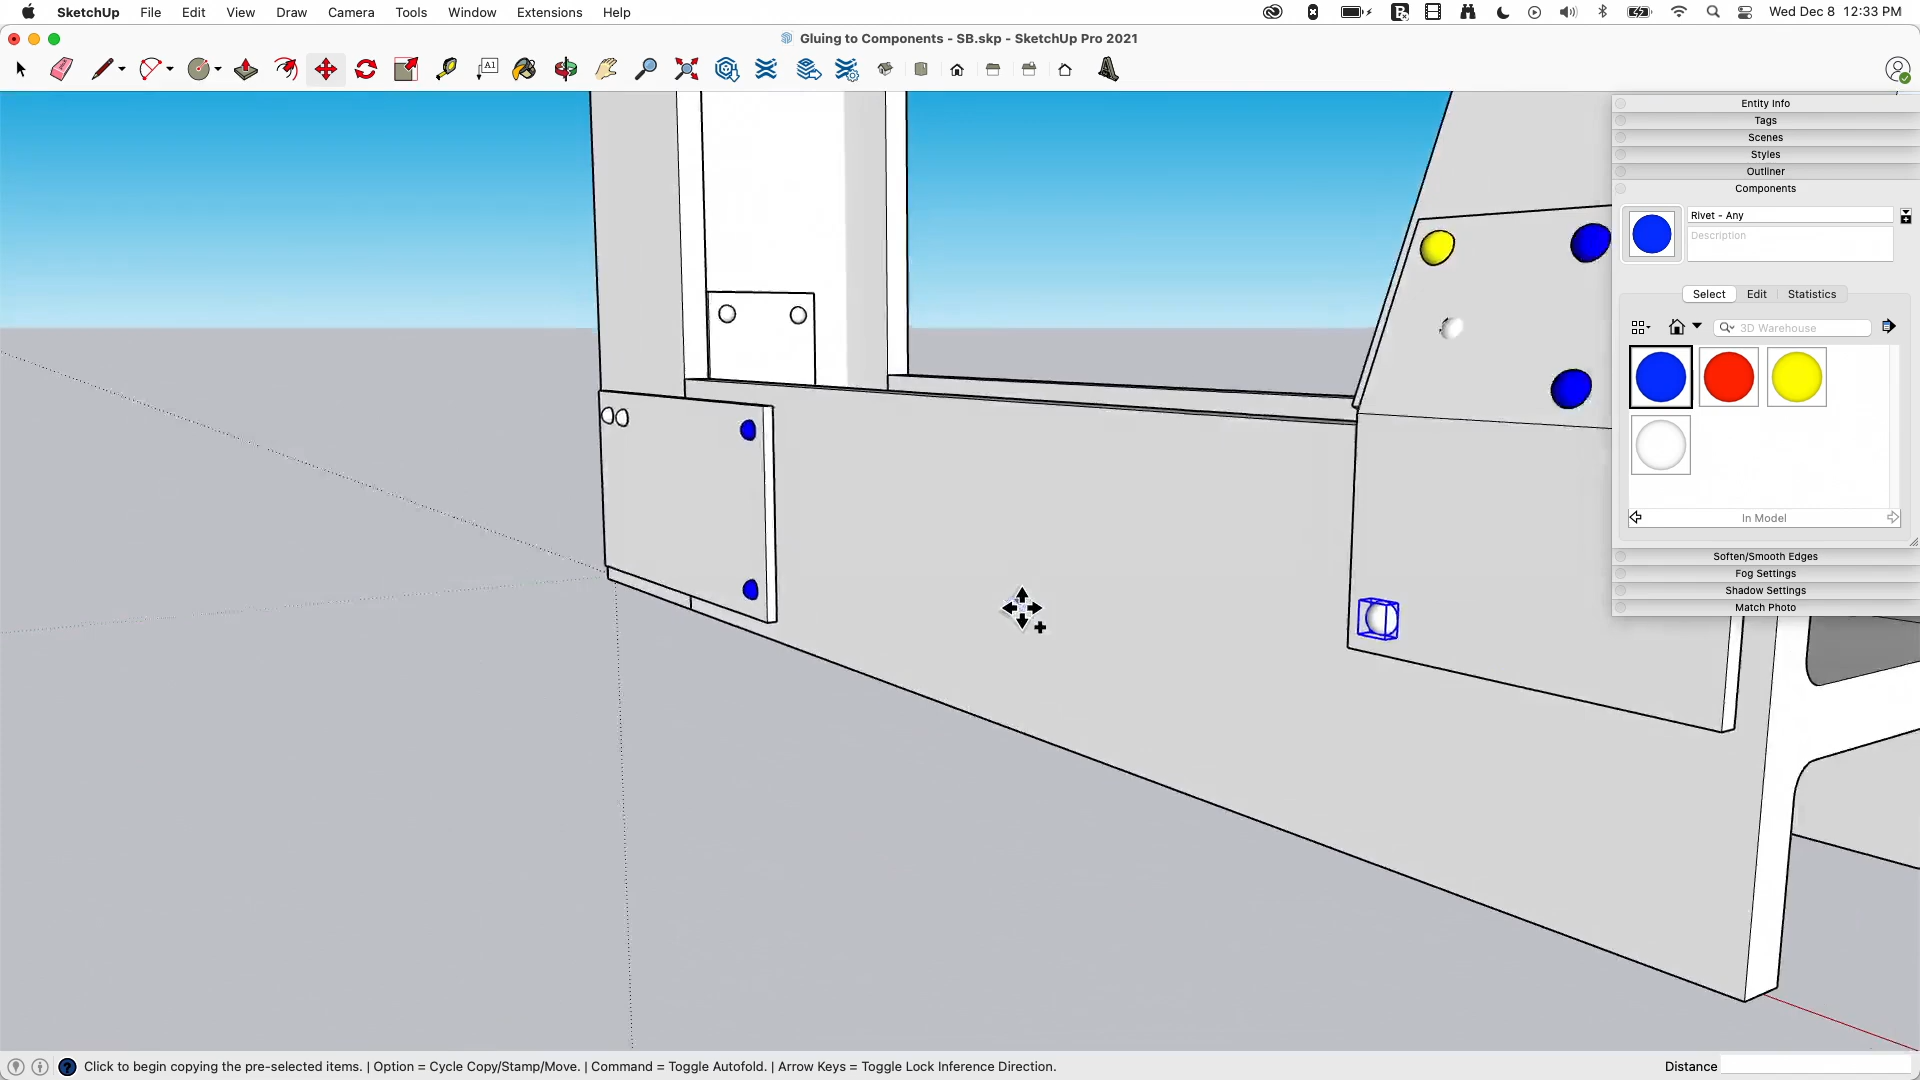 SketchUp File Edit View Draw Camera Tools Window Extensions Help Wed Dec 8 12:33 PM
Gluing to Components - SB.skp - SketchUp Pro 2021
A1
Entity Info
Tags
Scenes
Styles
Outliner
Components
Rivet - Any
Description
Select Edit Statistics
3D Warehouse
In Model
Soften/Smooth Edges
Fog Settings
Shadow Settings
Match Photo
Click to begin copying the pre-selected items. | Option = Cycle Copy/Stamp/Move. | Command = Toggle Autofold. | Arrow Keys = Toggle Lock Inference Direction. Distance